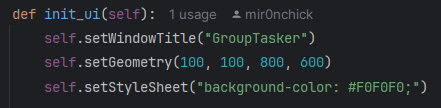 def init_ui(self): 1 usage mir0nchick
self.setWindowTitle("GroupTasker")
self.setGeometry(100, 100, 800, 600)
self.setStyleSheet("background-color: #F0F0F0;")